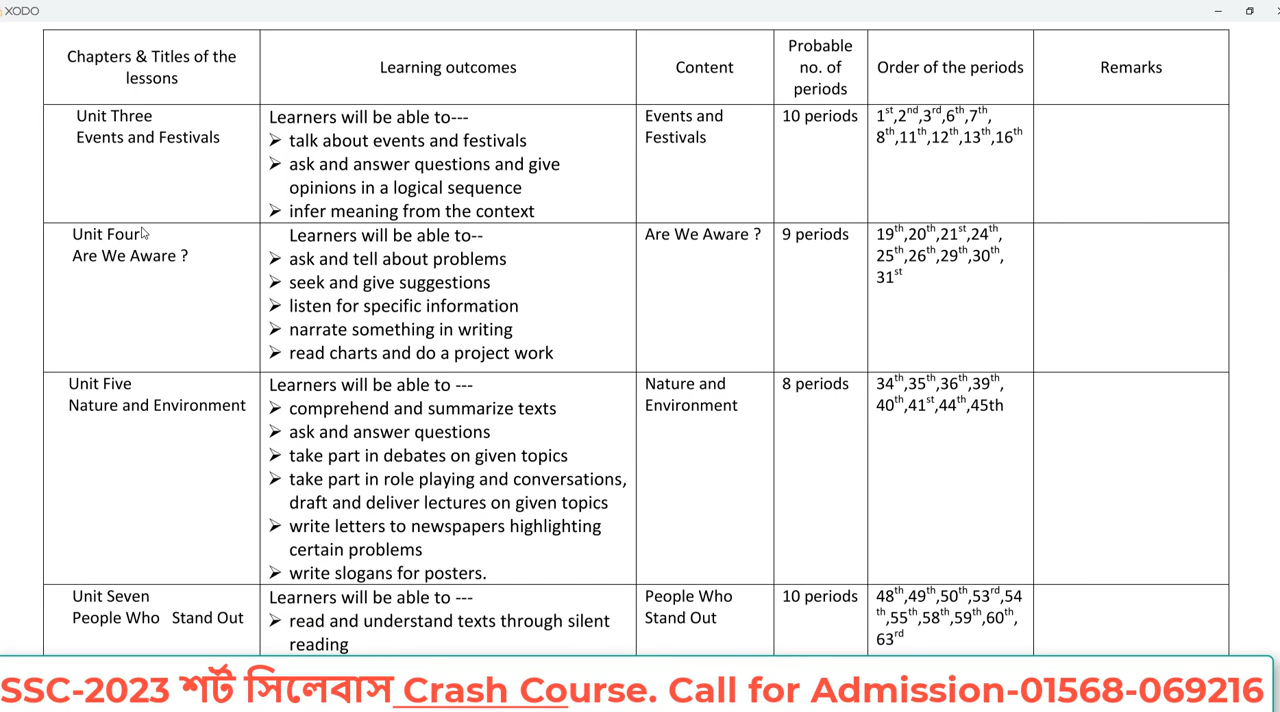 XODO
Chapters & Titles of the lessons
Learning outcomes
Content
Probable no. of periods
Order of the periods
Remarks
Unit Three
Events and Festivals
Learners will be able to---
➢ talk about events and festivals
➢ ask and answer questions and give
opinions in a logical sequence
➢ infer meaning from the context
Events and
Festivals
10 periods
1st,2nd,3rd,6th,7th,
8th,11th,12th,13th,16th
Unit Four
Are We Aware ?
Learners will be able to--
➢ ask and tell about problems
➢ seek and give suggestions
➢ listen for specific information
➢ narrate something in writing
➢ read charts and do a project work
Are We Aware ?
9 periods
19th,20th,21st,24th,
25th,26th,29th,30th,
31st
Unit Five
Nature and Environment
Learners will be able to ---
➢ comprehend and summarize texts
➢ ask and answer questions
➢ take part in debates on given topics
➢ take part in role playing and conversations,
draft and deliver lectures on given topics
➢ write letters to newspapers highlighting
certain problems
➢ write slogans for posters.
Nature and
Environment
8 periods
34th,35th,36th,39th,
40th,41st,44th,45th
Unit Seven
People Who Stand Out
Learners will be able to ---
➢ read and understand texts through silent
reading
People Who
Stand Out
10 periods
48th,49th,50th,53rd,54
th,55th,58th,59th,60th,
63rd
SSC-2023 শর্ট সিলেবাস Crash Course. Call for Admission-01568-069216